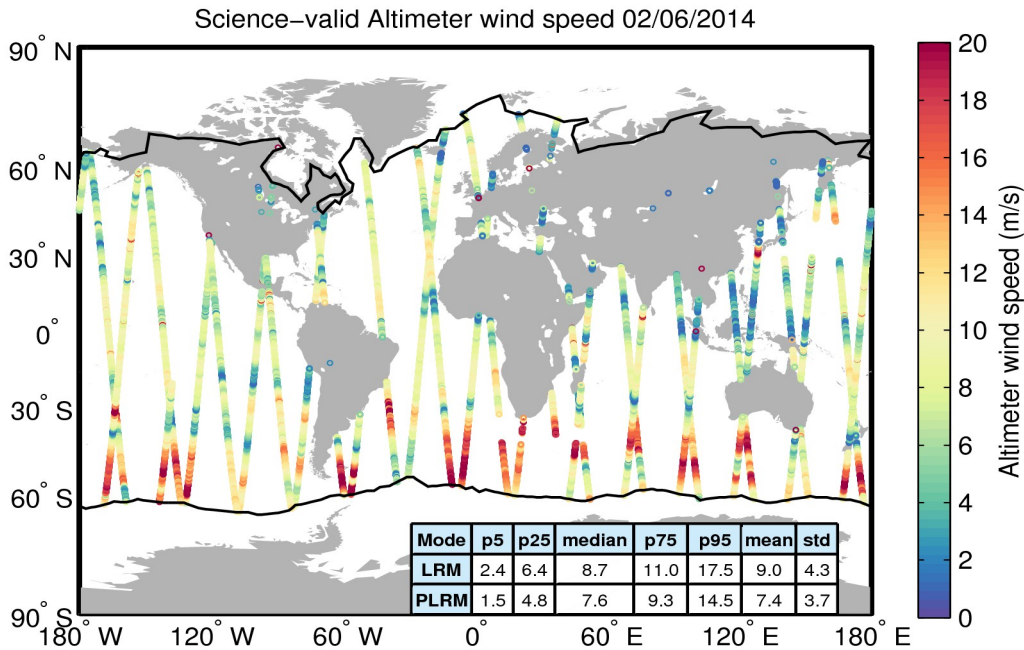 Science−valid Altimeter wind speed 02/06/2014
90° N
60° N
30° N
0°
30° S
60° S
90° S
180° W
120° W
60° W
0°
60° E
120° E
180° E
Mode p5 p25 median p75 p95 mean std
LRM 2.4 6.4 8.7 11.0 17.5 9.0 4.3
PLRM 1.5 4.8 7.6 9.3 14.5 7.4 3.7
20
18
16
14
12
10
8
6
4
2
0
Altimeter wind speed (m/s)